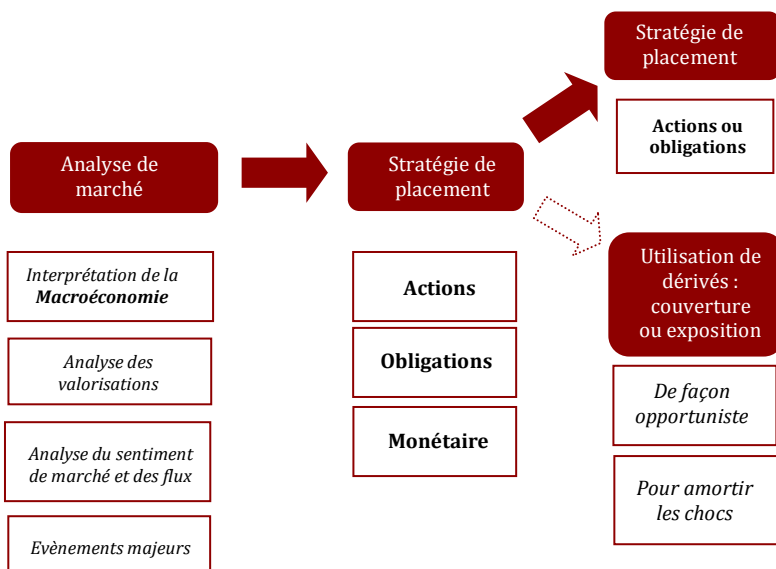 Analyse de
marché
Interprétation de la
Macroéconomie
Analyse des
valorisations
Analyse du sentiment
de marché et des flux
Evènements majeurs
Stratégie de
placement
Actions
Obligations
Monétaire
Stratégie de
placement
Actions ou
obligations
Utilisation de
dérivés :
couverture
ou exposition
De façon
opportuniste
Pour amortir
les chocs